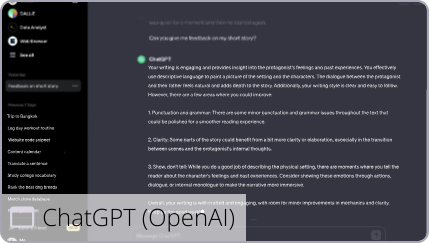 DALL·E
Data Analyst
Web Browser
See all
Yesterday
Feedback on short story.
Previous 7 Days
Trip to Bangkok
Log day workout routine
Website code snippet
Content calendar
Translate a sentence
Study college vocabulary
Rank the best dog breeds
Can you give me feedback on my short story?
ChatGPT
Your writing is engaging and provides insight into the protagonist's feelings and past experiences. You effectively
use descriptive language to paint a picture of the setting and the characters. The dialogue between the protagonist
and their father feels natural and adds depth to the story. Additionally, your writing style is clear and easy to follow.
However, there are a few areas where you could improve:
1. Punctuation and grammar: There are some minor punctuation and grammar issues throughout the text that
could be polished for a smoother reading experience.
2. Clarity: Some parts of the story could benefit from a bit more clarity or elaboration, especially in the transition
between scenes and the protagonist's internal thoughts.
3. Show, don't tell: While you do a good job of describing the physical setting, there are moments where you tell the
reader about the character's feelings and past experiences. Consider showing these emotions through actions,
dialogue, or internal monologue to make the narrative more immersive.
Overall, your writing is well-crafted and engaging, with room for minor improvements in mechanics and clarity.
ChatGPT (OpenAI)